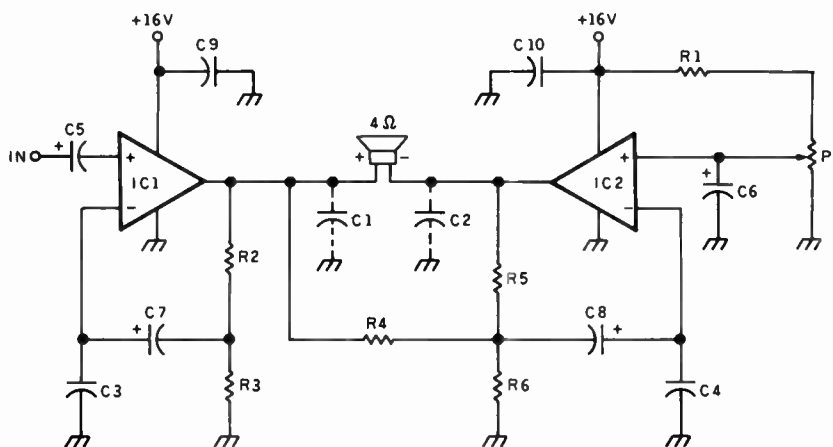 +16V
+16V
C9
C10
R1
4 Ω
C5
+
IN
+
IC1
−
+ −
C1
C2
+
IC2
−
P
+
C6
R2
R5
C7
+
R4
C8
+
C3
R3
R6
C4